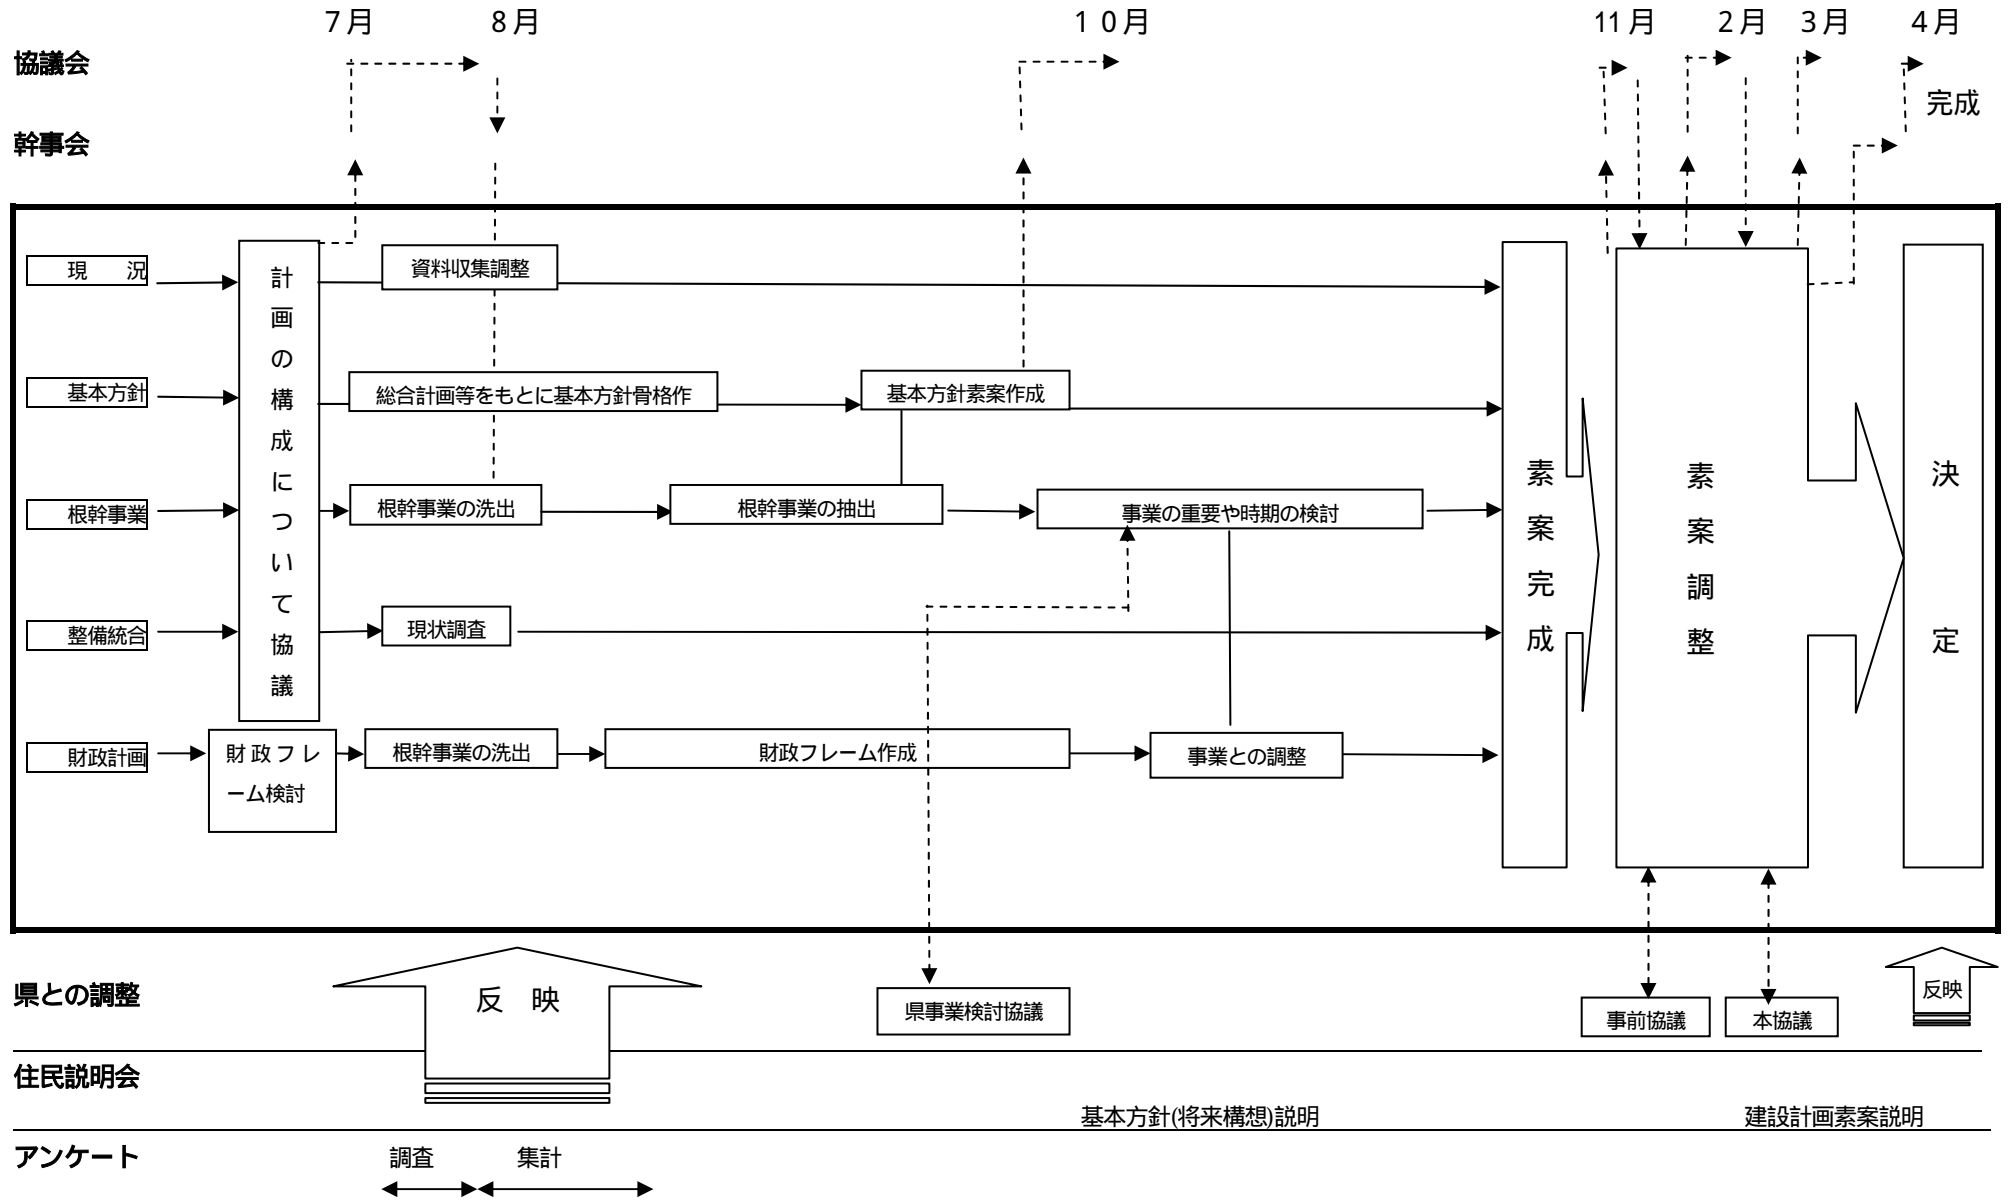 7月
8月
10月
11月
2月
3月
4月
協議会
完成
幹事会
現　況
計画の構成について協議
資料収集調整
基本方針
総合計画等をもとに基本方針骨格作
基本方針素案作成
根幹事業
根幹事業の洗出
根幹事業の抽出
事業の重要や時期の検討
整備統合
現状調査
財政計画
財政フレ
ーム検討
根幹事業の洗出
財政フレーム作成
事業との調整
素案完成
素案調整
決定
県との調整
反　映
県事業検討協議
事前協議
本協議
反映
住民説明会
基本方針(将来構想)説明
建設計画素案説明
アンケート
調査
集計